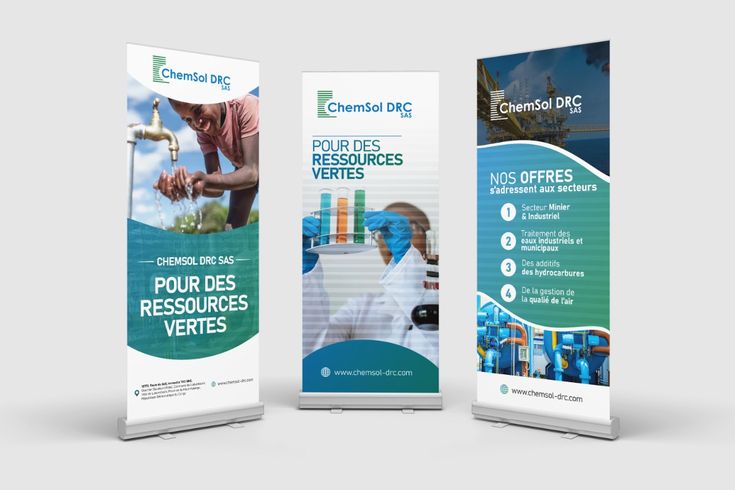 ChemSol DRC
SAS
CHEMSOL DRC SAS
POUR DES
RESSOURCES
VERTES
www.chemsol-drc.com
ChemSol DRC
SAS
POUR DES
RESSOURCES
VERTES
www.chemsol-drc.com
ChemSol DRC
SAS
NOS OFFRES
s'adressent aux secteurs
1 Secteur Minier
& Industriel
2 Traitement des
eaux industriels et
municipaux
3 Des additifs
des hydrocarbures
4 De la gestion de
la qualié de l'air
www.chemsol-drc.com